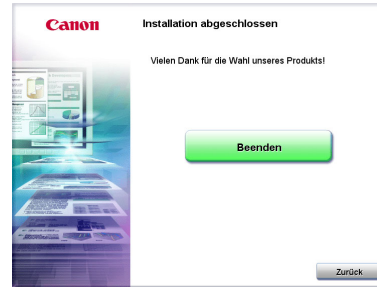 Canon
Installation abgeschlossen
Vielen Dank für die Wahl unseres Produkts!
Beenden
Zurück